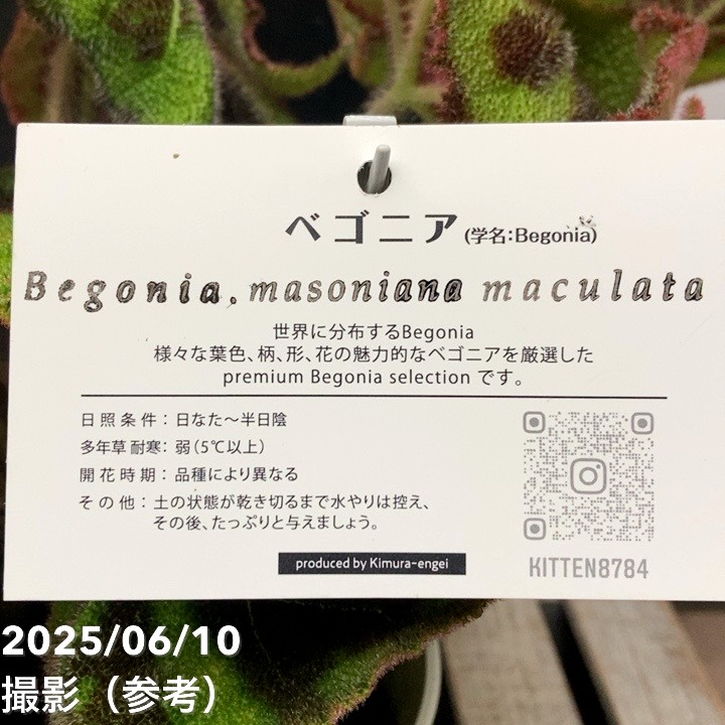 ベゴニア(学名:Begonia)
Begonia. masoniana maculata
世界に分布するBegonia
様々な葉色、柄、形、花の魅力的なベゴニアを厳選した
premium Begonia selection です。
日照条件：日なた～半日陰
多年草耐寒：弱（5℃以上）
開花時期：品種により異なる
その他：土の状態が乾き切るまで水やりは控え、
その後、たっぷりと与えましょう。
produced by Kimura-engei
KITTEN8784
2025/06/10
撮影（参考）